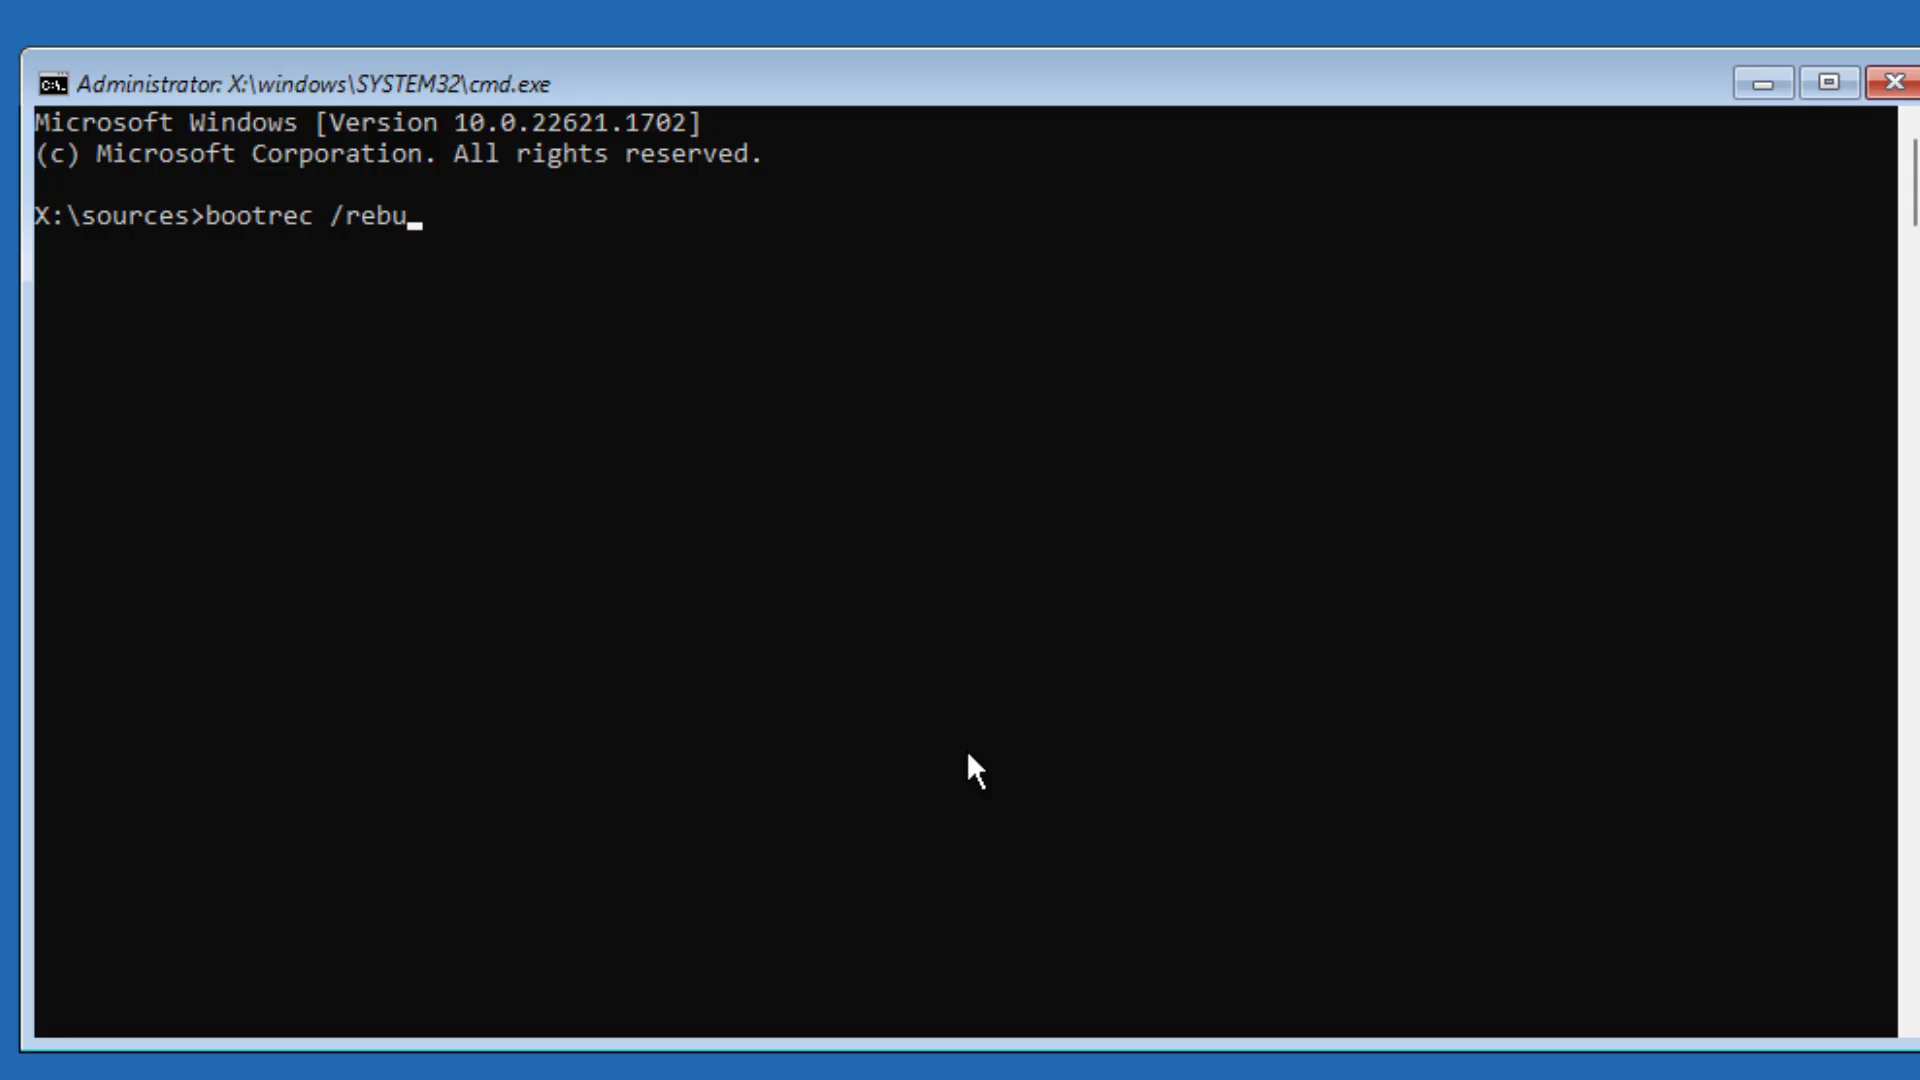 Administrator: X:\windows\SYSTEM32\cmd.exe
Microsoft Windows [Version 10.0.22621.1702]
(c) Microsoft Corporation. All rights reserved.
X:\sources>bootrec /rebu